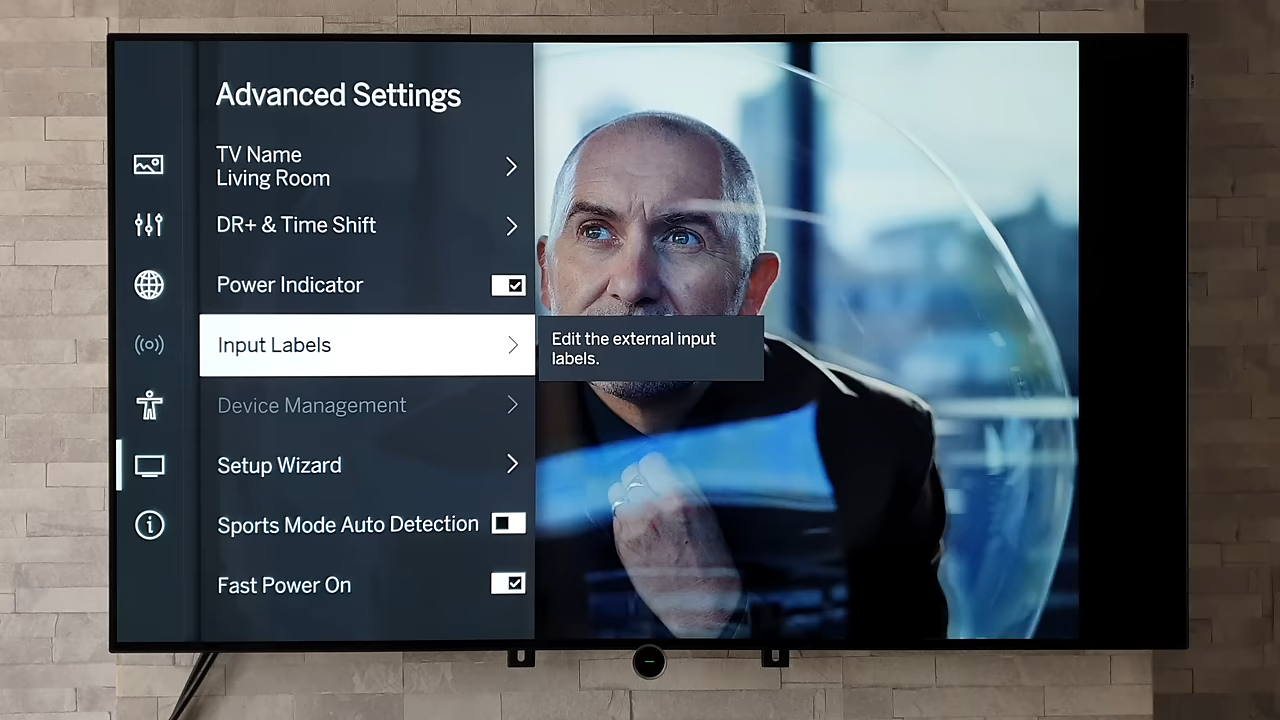 Advanced Settings
TV Name
Living Room
DR+ & Time Shift
Power Indicator
Input Labels
Edit the external input
labels.
Device Management
Setup Wizard
Sports Mode Auto Detection
Fast Power On